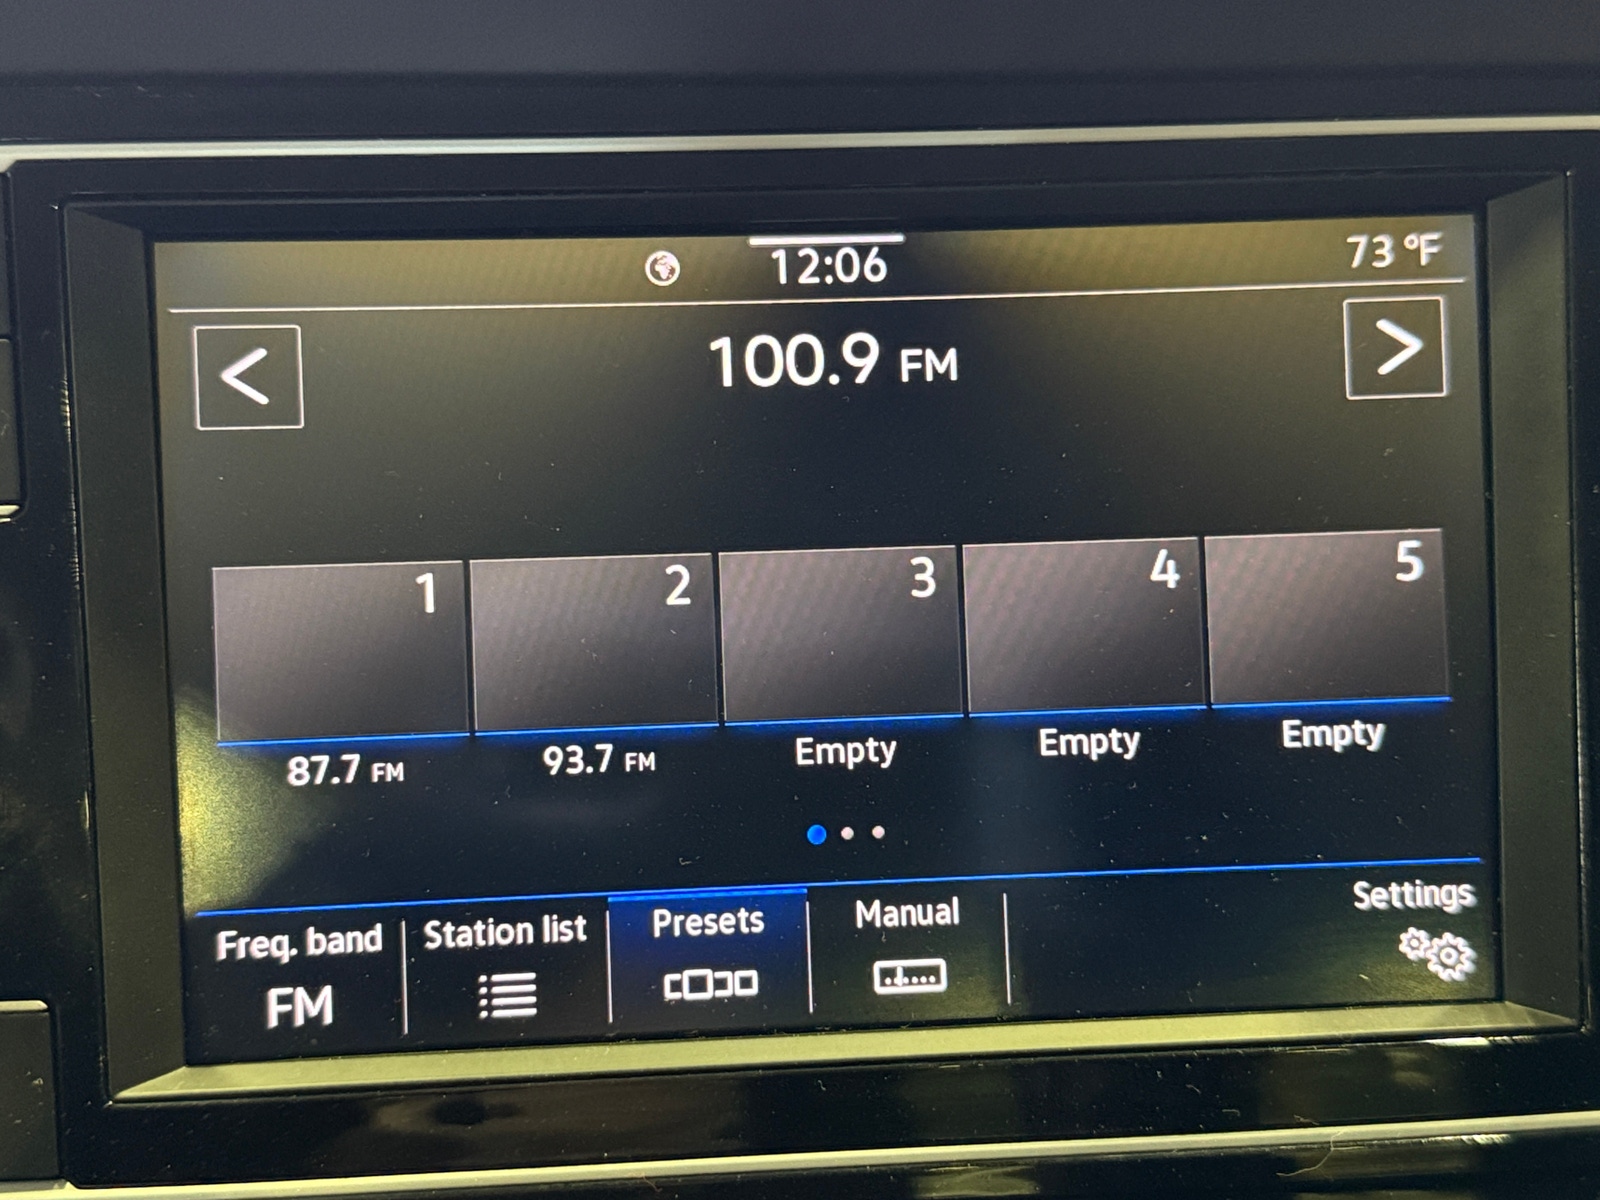 12:06
73 °F
<
100.9 FM
>
1
2
3
4
5
87.7 FM
93.7 FM
Empty
Empty
Empty
Freq. band
FM
Station list
Presets
Manual
Settings